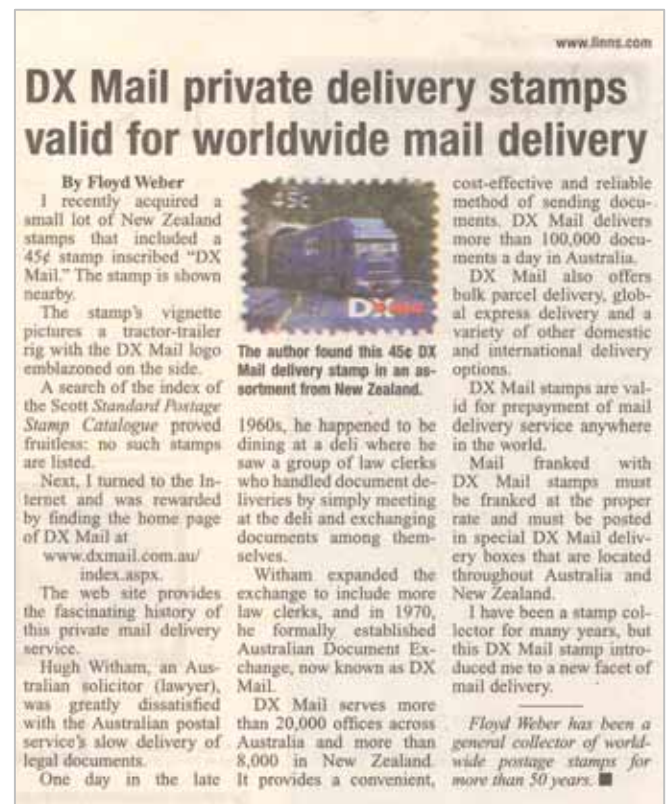 www.linns.com
DX Mail private delivery stamps
valid for worldwide mail delivery
By Floyd Weber
I recently acquired a
small lot of New Zealand
stamps that included a
45¢ stamp inscribed “DX
Mail.” The stamp is shown
nearby.
The stamp’s vignette
pictures a tractor-trailer
rig with the DX Mail logo
emblazoned on the side.
A search of the index of
the Scott Standard Postage
Stamp Catalogue proved
fruitless: no such stamps
are listed.
Next, I turned to the In-
ternet and was rewarded
by finding the home page
of DX Mail at
www.dxmail.com.au/
index.aspx.
The web site provides
the fascinating history of
this private mail delivery
service.
Hugh Witham, an Aus-
tralian solicitor (lawyer),
was greatly dissatisfied
with the Australian postal
service’s slow delivery of
legal documents.
One day in the late
45c
DX Mail
The author found this 45¢ DX
Mail delivery stamp in an as-
sortment from New Zealand.
1960s, he happened to be
dining at a deli where he
saw a group of law clerks
who handled document de-
liveries by simply meeting
at the deli and exchanging
documents among them-
selves.
Witham expanded the
exchange to include more
law clerks, and in 1970,
he formally established
Australian Document Ex-
change, now known as DX
Mail.
DX Mail serves more
than 20,000 offices across
Australia and more than
8,000 in New Zealand.
It provides a convenient,
cost-effective and reliable
method of sending docu-
ments. DX Mail delivers
more than 100,000 docu-
ments a day in Australia.
DX Mail also offers
bulk parcel delivery, glob-
al express delivery and a
variety of other domestic
and international delivery
options.
DX Mail stamps are val-
id for prepayment of mail
delivery service anywhere
in the world.
Mail franked with
DX Mail stamps must
be franked at the proper
rate and must be posted
in special DX Mail deliv-
ery boxes that are located
throughout Australia and
New Zealand.
I have been a stamp col-
lector for many years, but
this DX Mail stamp intro-
duced me to a new facet of
mail delivery.
Floyd Weber has been a
general collector of world-
wide postage stamps for
more than 50 years.